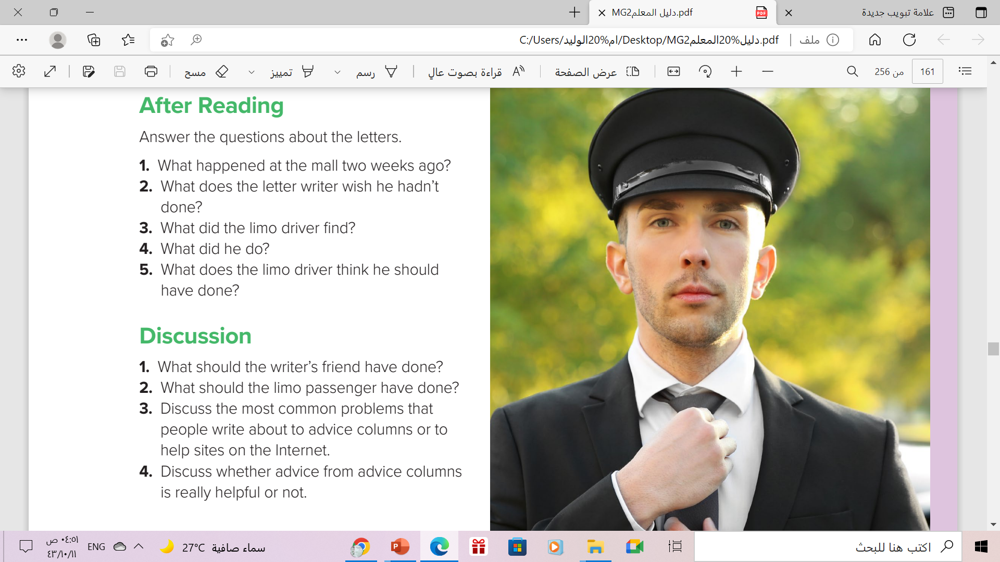 علامة تبويب جديدة
MG2دليل المعلم.pdf
ملف
C:/Users/ام%20الوليد/Desktop/MG2دليل%20المعلم.pdf
161
من 256
عرض الصفحة
قراءة بصوت عالٍ
رسم
تمييز
مسح
After Reading
Answer the questions about the letters.
1. What happened at the mall two weeks ago?
2. What does the letter writer wish he hadn’t
done?
3. What did the limo driver find?
4. What did he do?
5. What does the limo driver think he should
have done?
Discussion
1. What should the writer’s friend have done?
2. What should the limo passenger have done?
3. Discuss the most common problems that
people write about to advice columns or to
help sites on the Internet.
4. Discuss whether advice from advice columns
is really helpful or not.
اكتب هنا للبحث
27°C سماء صافية
ENG
٠٤:٥١ ص
٤٣/١٠/١١